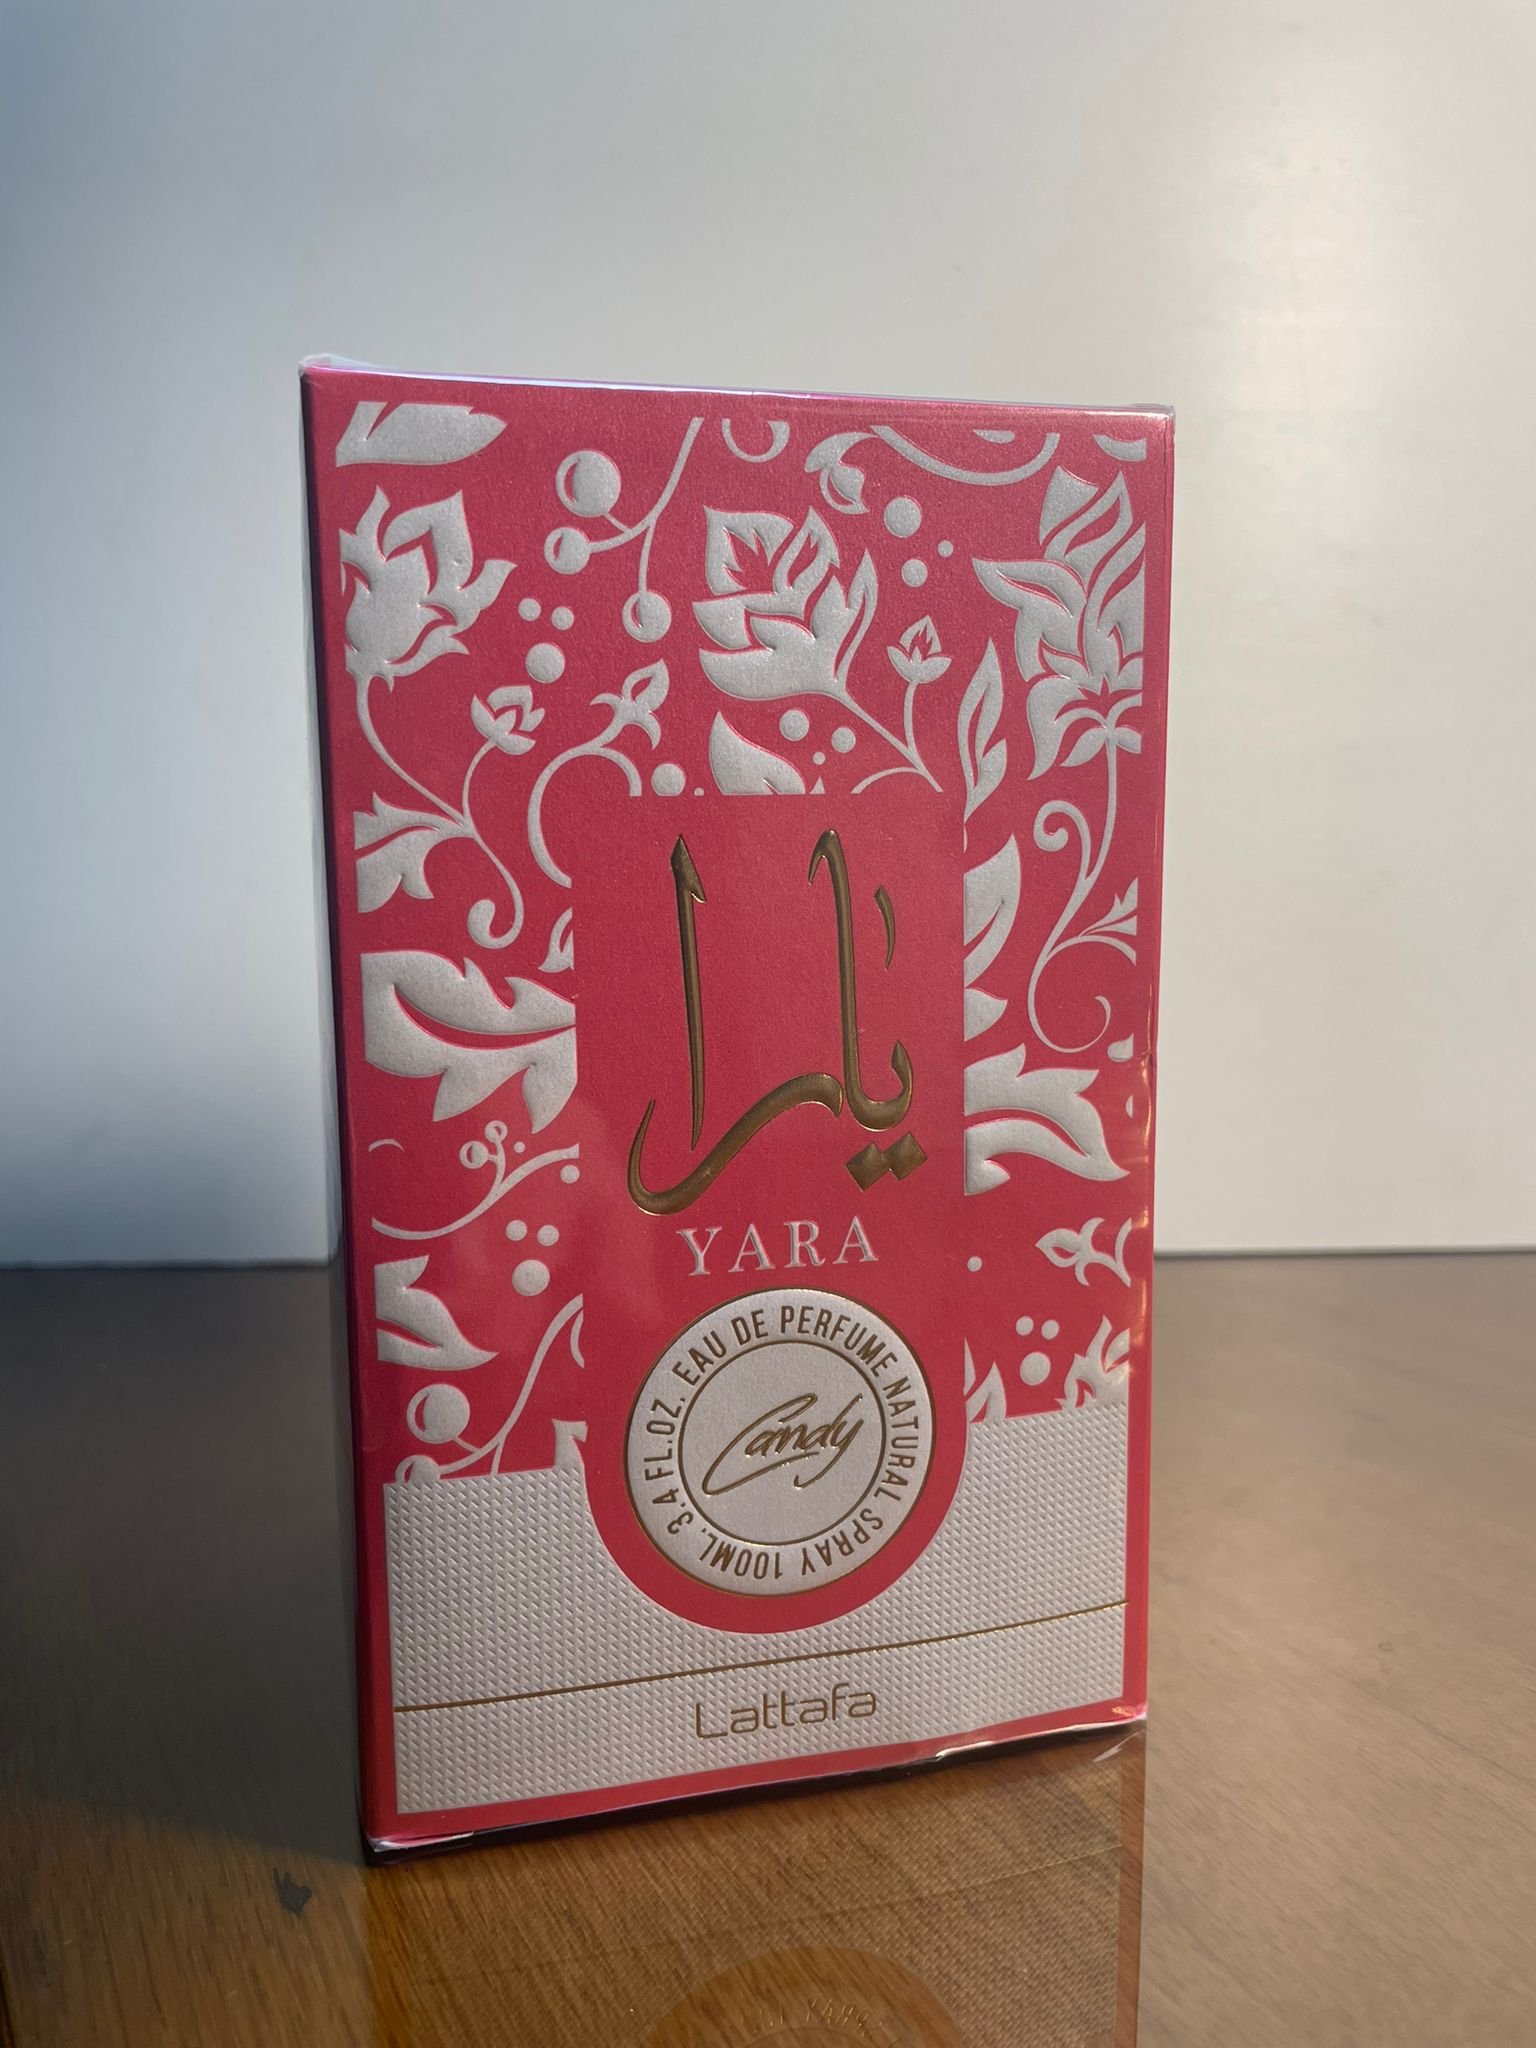 يارا
YARA
EAU DE PERFUME NATURAL SPRAY 100ML. 3.4 FL.OZ.
Candy
Lattafa